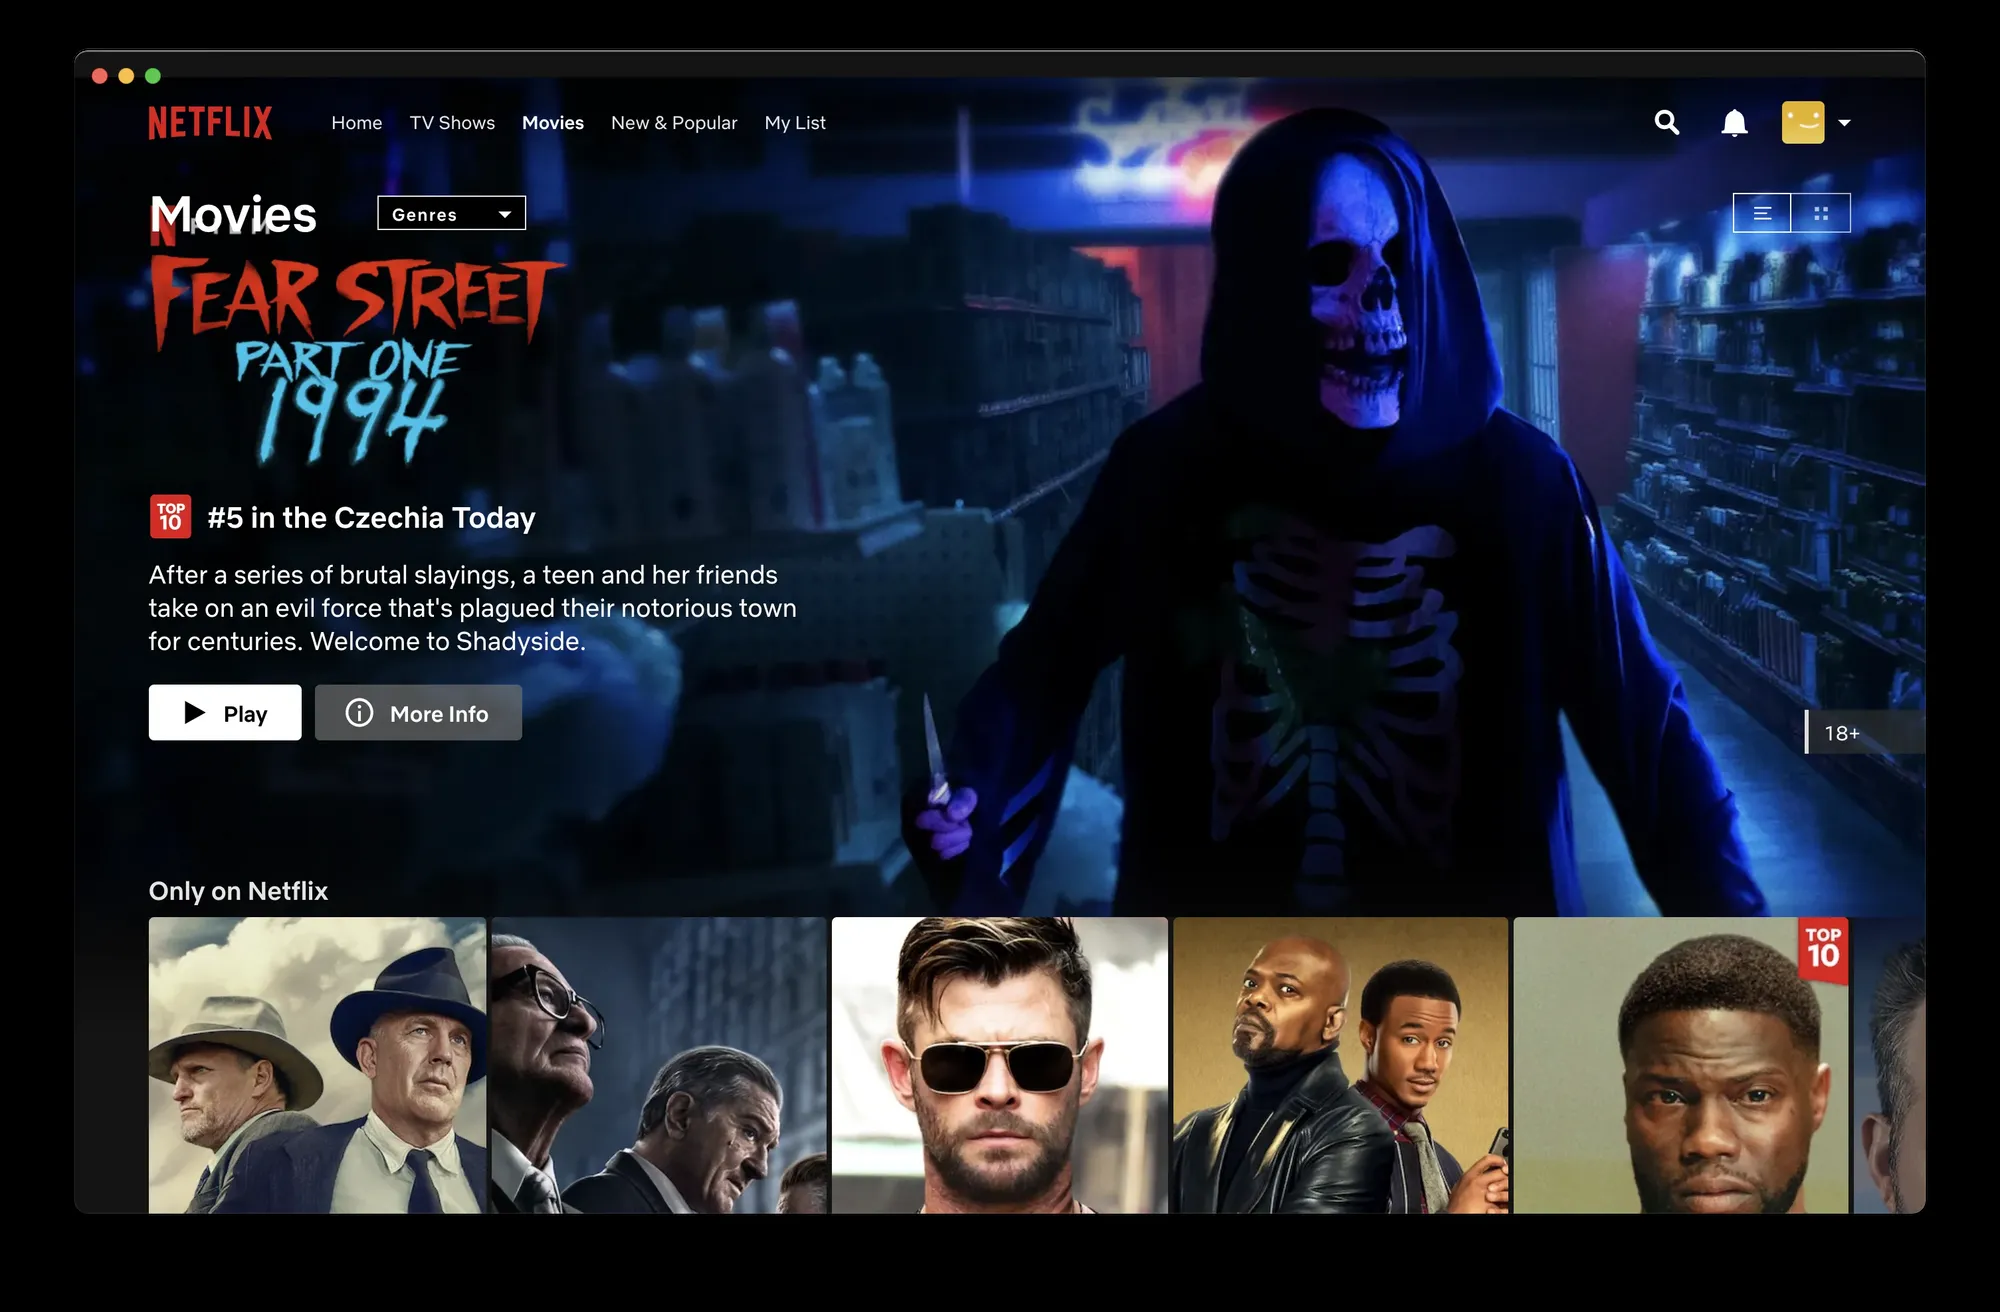 NETFLIX
Home
TV Shows
Movies
New & Popular
My List
Movies
Genres
N FILM
FEAR STREET
PART ONE
1994
TOP
10
#5 in the Czechia Today
After a series of brutal slayings, a teen and her friends
take on an evil force that's plagued their notorious town
for centuries. Welcome to Shadyside.
Play
More Info
18+
Only on Netflix
TOP
10